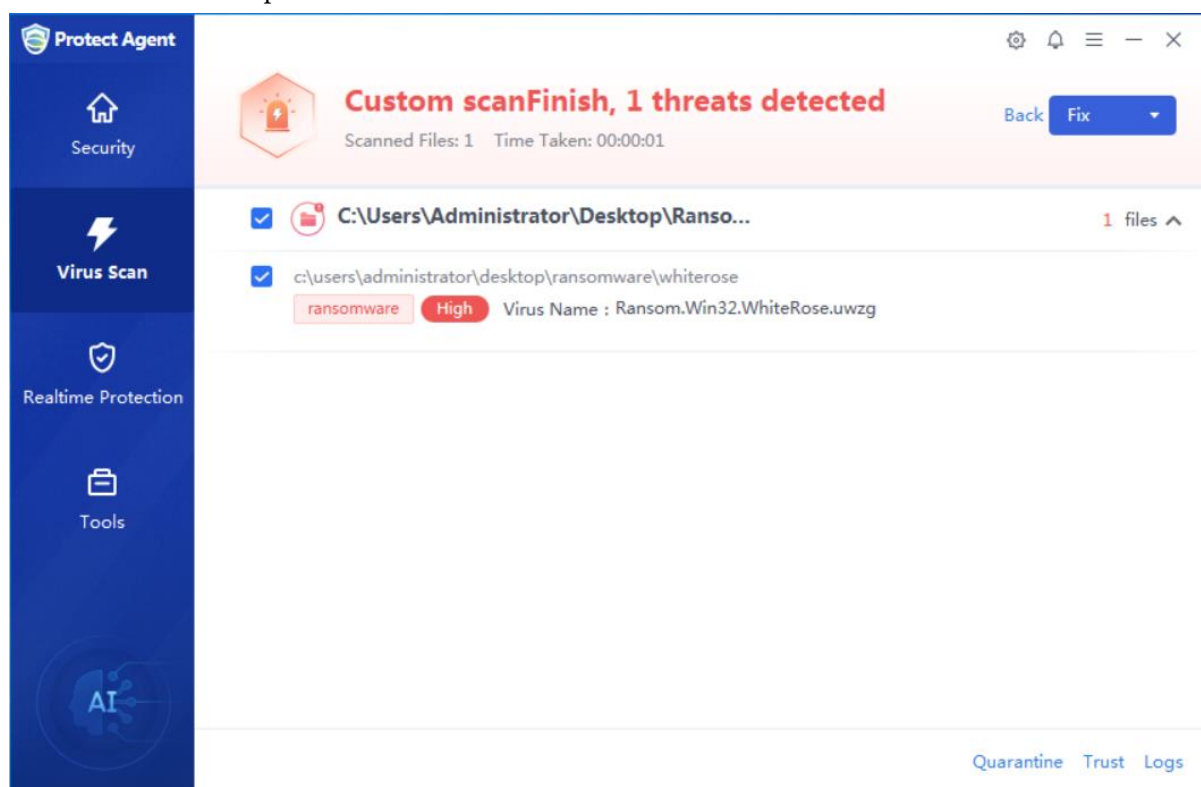 Protect Agent
Custom scanFinish, 1 threats detected
Scanned Files: 1 Time Taken: 00:00:01
Back Fix
Security
C:\Users\Administrator\Desktop\Ranso...
1 files
Virus Scan
c:\users\administrator\desktop\ransomware\whiterose
ransomware High Virus Name : Ransom.Win32.WhiteRose.uwzg
Realtime Protection
Tools
AI
Quarantine Trust Logs